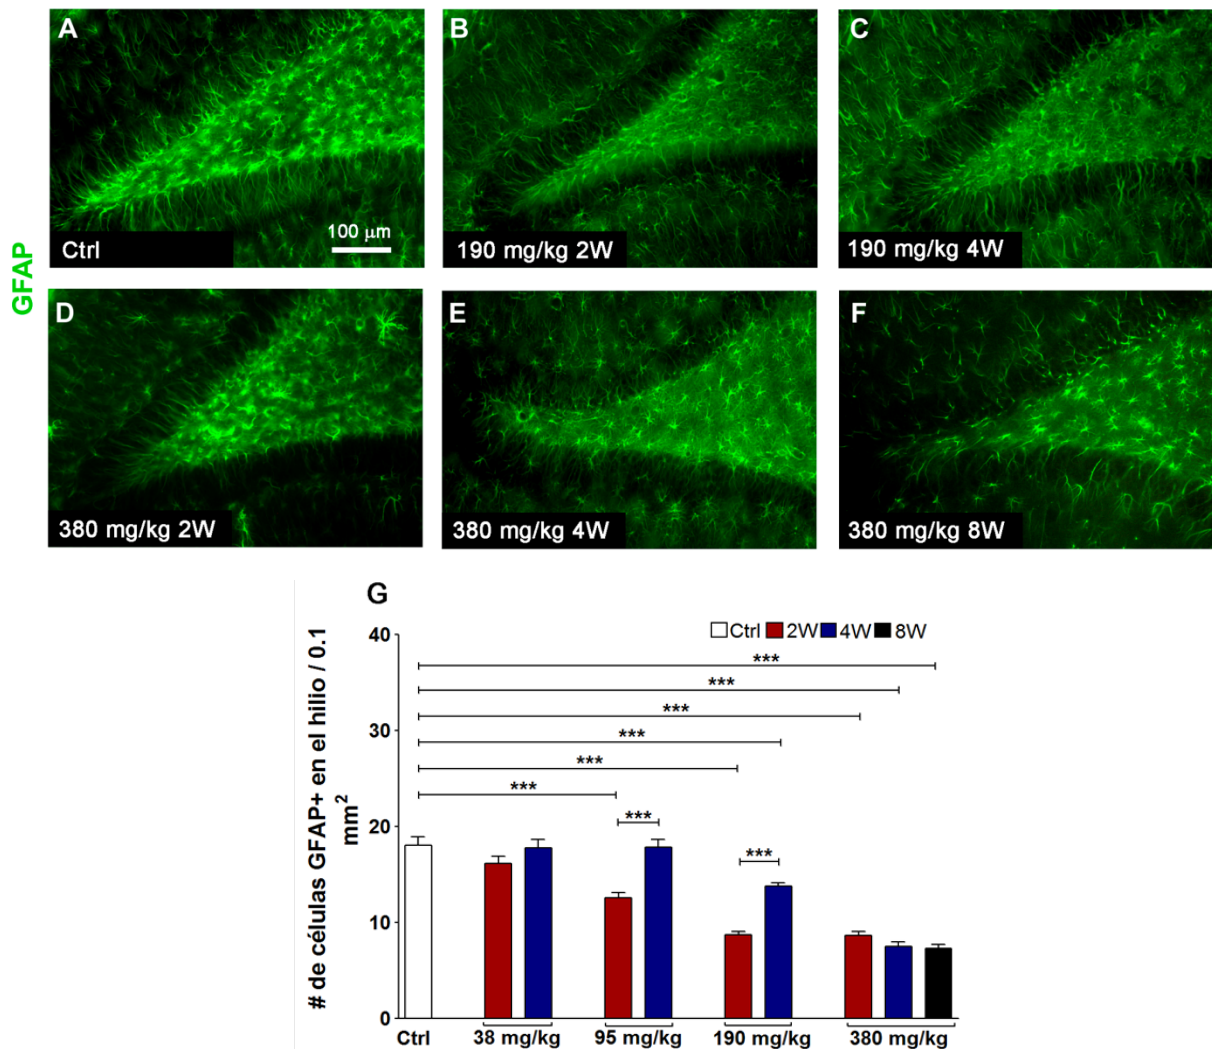 A
B
C
GFAP
Ctrl
100 µm
190 mg/kg 2W
190 mg/kg 4W
D
E
F
380 mg/kg 2W
380 mg/kg 4W
380 mg/kg 8W
G
Ctrl 2W 4W 8W
# de células GFAP+ en el hilio / 0.1
mm²
40
30
20
10
0
***
***
***
***
***
***
***
***
Ctrl
38 mg/kg
95 mg/kg
190 mg/kg
380 mg/kg